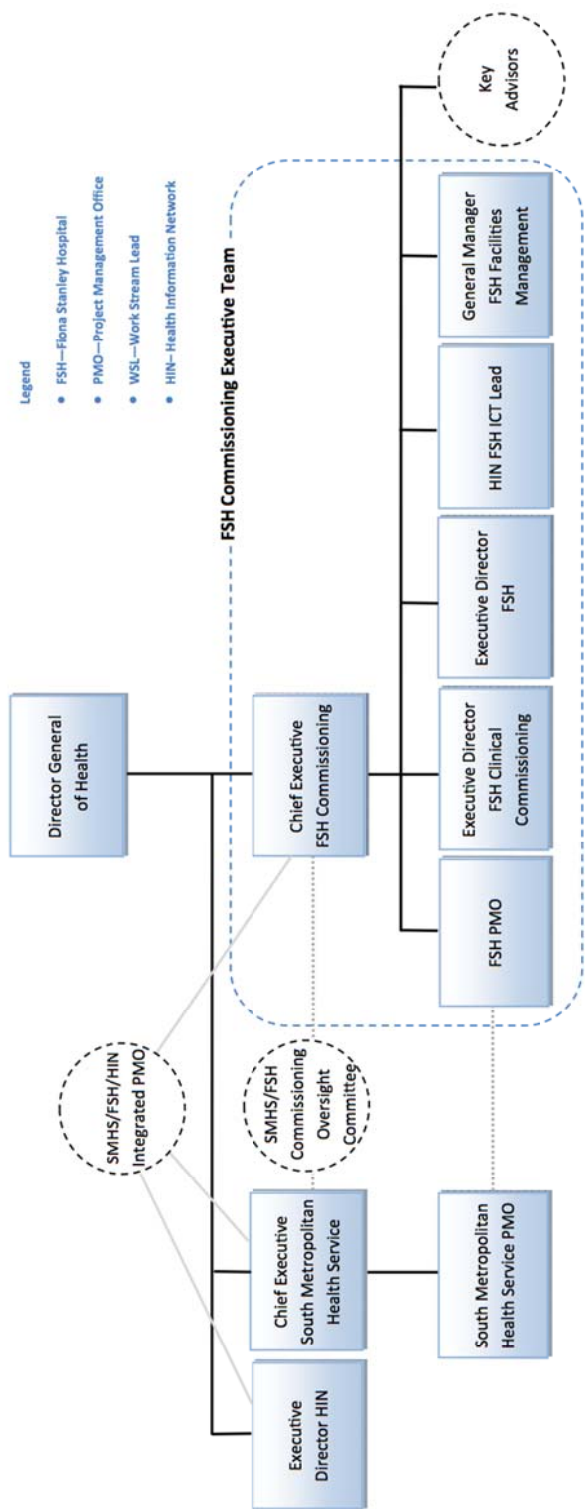 Director General
of Health
Legend
● FSH—Fiona Stanley Hospital
● PMO—Project Management Office
● WSL—Work Stream Lead
● HIN– Health Information Network
SMHS/FSH/HIN
Integrated PMO
FSH Commissioning Executive Team
Executive
Director HIN
Chief Executive
South Metropolitan
Health Service
SMHS/FSH
Commissioning
Oversight
Committee
Chief Executive
FSH Commissioning
South Metropolitan
Health Service PMO
FSH PMO
Executive Director
FSH Clinical
Commissioning
Executive Director
FSH
HIN FSH ICT Lead
General Manager
FSH Facilities
Management
Key
Advisors